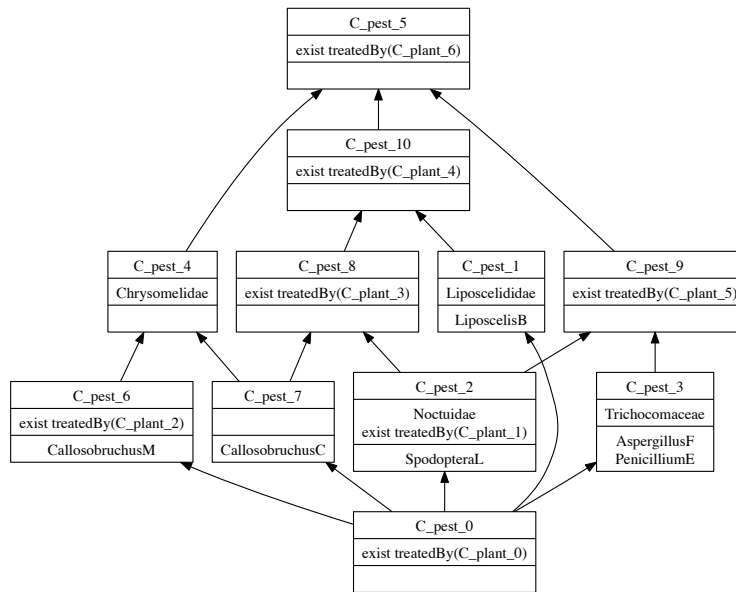 C_pest_5
exist treatedBy(C_plant_6)
C_pest_10
exist treatedBy(C_plant_4)
C_pest_4
Chrysomelidae
C_pest_8
exist treatedBy(C_plant_3)
C_pest_1
Liposcelididae
LiposcelisB
C_pest_9
exist treatedBy(C_plant_5)
C_pest_6
exist treatedBy(C_plant_2)
CallosobruchusM
C_pest_7
CallosobruchusC
C_pest_2
Noctuidae
exist treatedBy(C_plant_1)
SpodopteraL
C_pest_3
Trichocomaceae
AspergillusF
PenicilliumE
C_pest_0
exist treatedBy(C_plant_0)